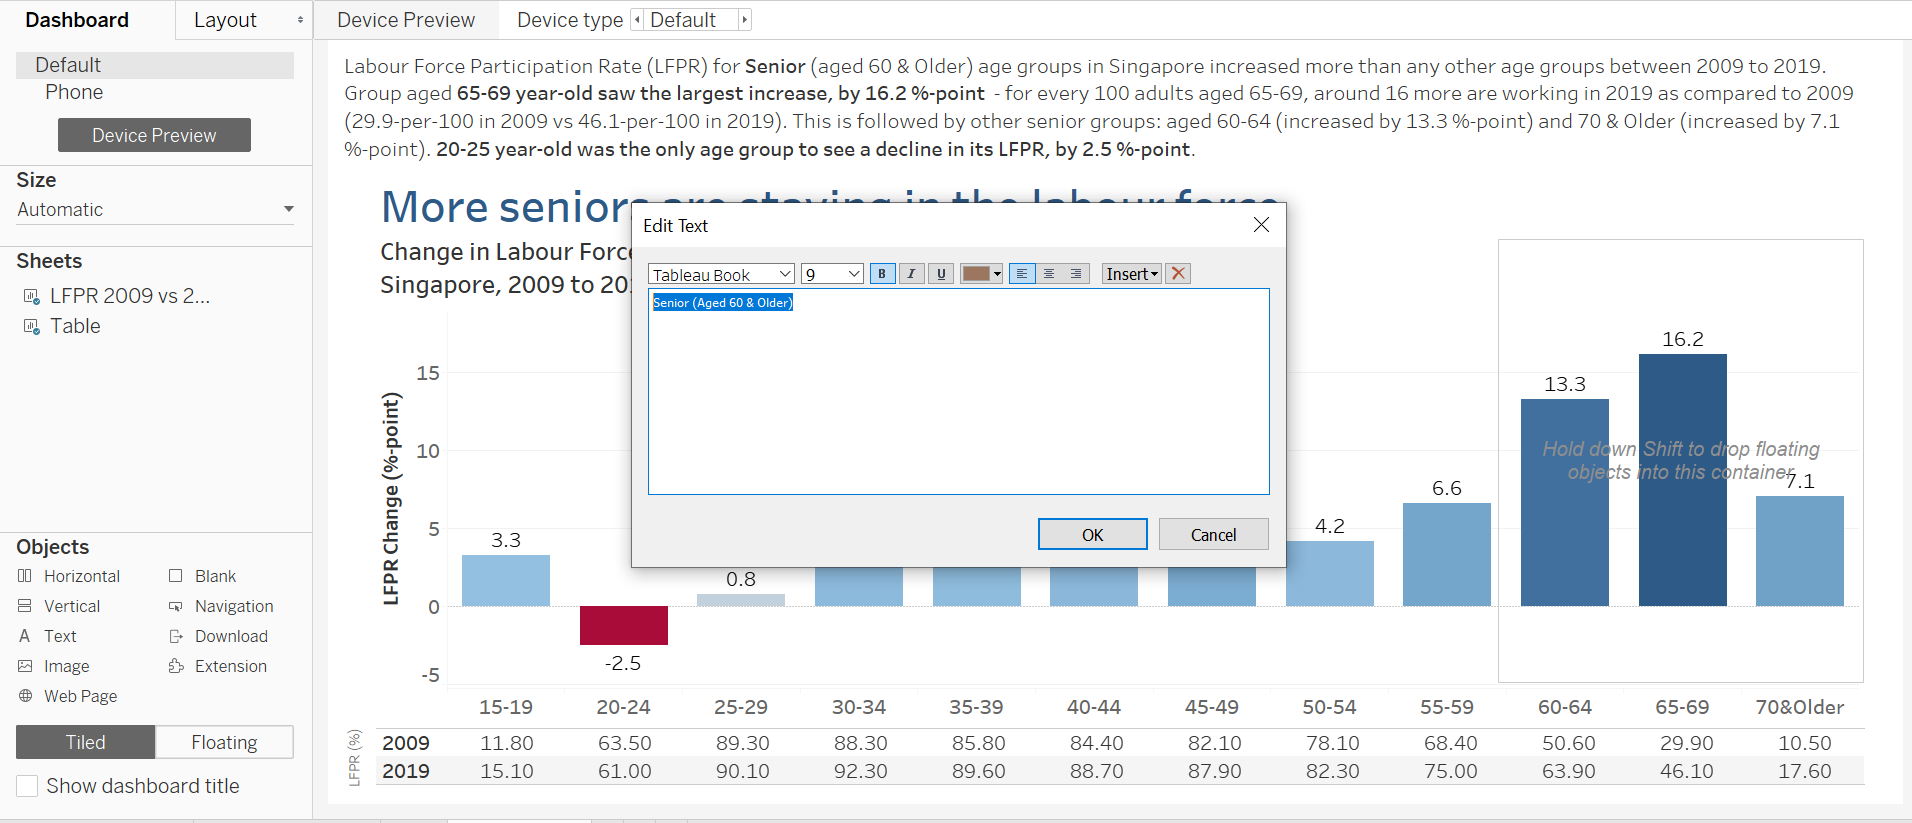 Dashboard
Layout
Device Preview
Device type
Default
Default
Phone
Device Preview
Size
Automatic
Sheets
LFPR 2009 vs 2...
Table
Objects
Horizontal
Blank
Vertical
Navigation
Text
Download
Image
Extension
Web Page
Tiled
Floating
Show dashboard title
Labour Force Participation Rate (LFPR) for Senior (aged 60 & Older) age groups in Singapore increased more than any other age groups between 2009 to 2019.
Group aged 65-69 year-old saw the largest increase, by 16.2 %-point - for every 100 adults aged 65-69, around 16 more are working in 2019 as compared to 2009
(29.9-per-100 in 2009 vs 46.1-per-100 in 2019). This is followed by other senior groups: aged 60-64 (increased by 13.3 %-point) and 70 & Older (increased by 7.1
%-point). 20-25 year-old was the only age group to see a decline in its LFPR, by 2.5 %-point.
More seniors are staying in the labour force
Change in Labour Force
Singapore, 2009 to 20
Edit Text
Tableau Book
9
B
I
U
Insert
Senior (Aged 60 & Older)
OK
Cancel
LFPR Change (%-point)
15
10
5
0
-5
3.3
-2.5
0.8
4.2
6.6
13.3
16.2
7.1
Hold down Shift to drop floating
objects into this container
15-19 20-24 25-29 30-34 35-39 40-44 45-49 50-54 55-59 60-64 65-69 70&Older
LFPR (%)
2009 11.80 63.50 89.30 88.30 85.80 84.40 82.10 78.10 68.40 50.60 29.90 10.50
2019 15.10 61.00 90.10 92.30 89.60 88.70 87.90 82.30 75.00 63.90 46.10 17.60